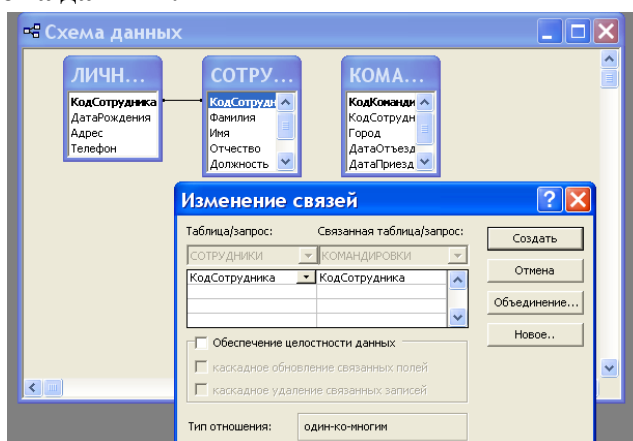 Схема данных
ЛИЧН... СОТРУ... КОМА...
КодСотрудника КодСотрудн КодКоманди
ДатаРождения Фамилия КодСотрудн
Адрес Имя Город
Телефон Отчество ДатаОтъезд
Должность ДатаПриезд
Изменение связей
Таблица/запрос: Связанная таблица/запрос:
СОТРУДНИКИ КОМАНДИРОВКИ
КодСотрудника КодСотрудника
Создать
Отмена
Объединение...
Новое..
Обеспечение целостности данных
каскадное обновление связанных полей
каскадное удаление связанных записей
Тип отношения: один-ко-многим